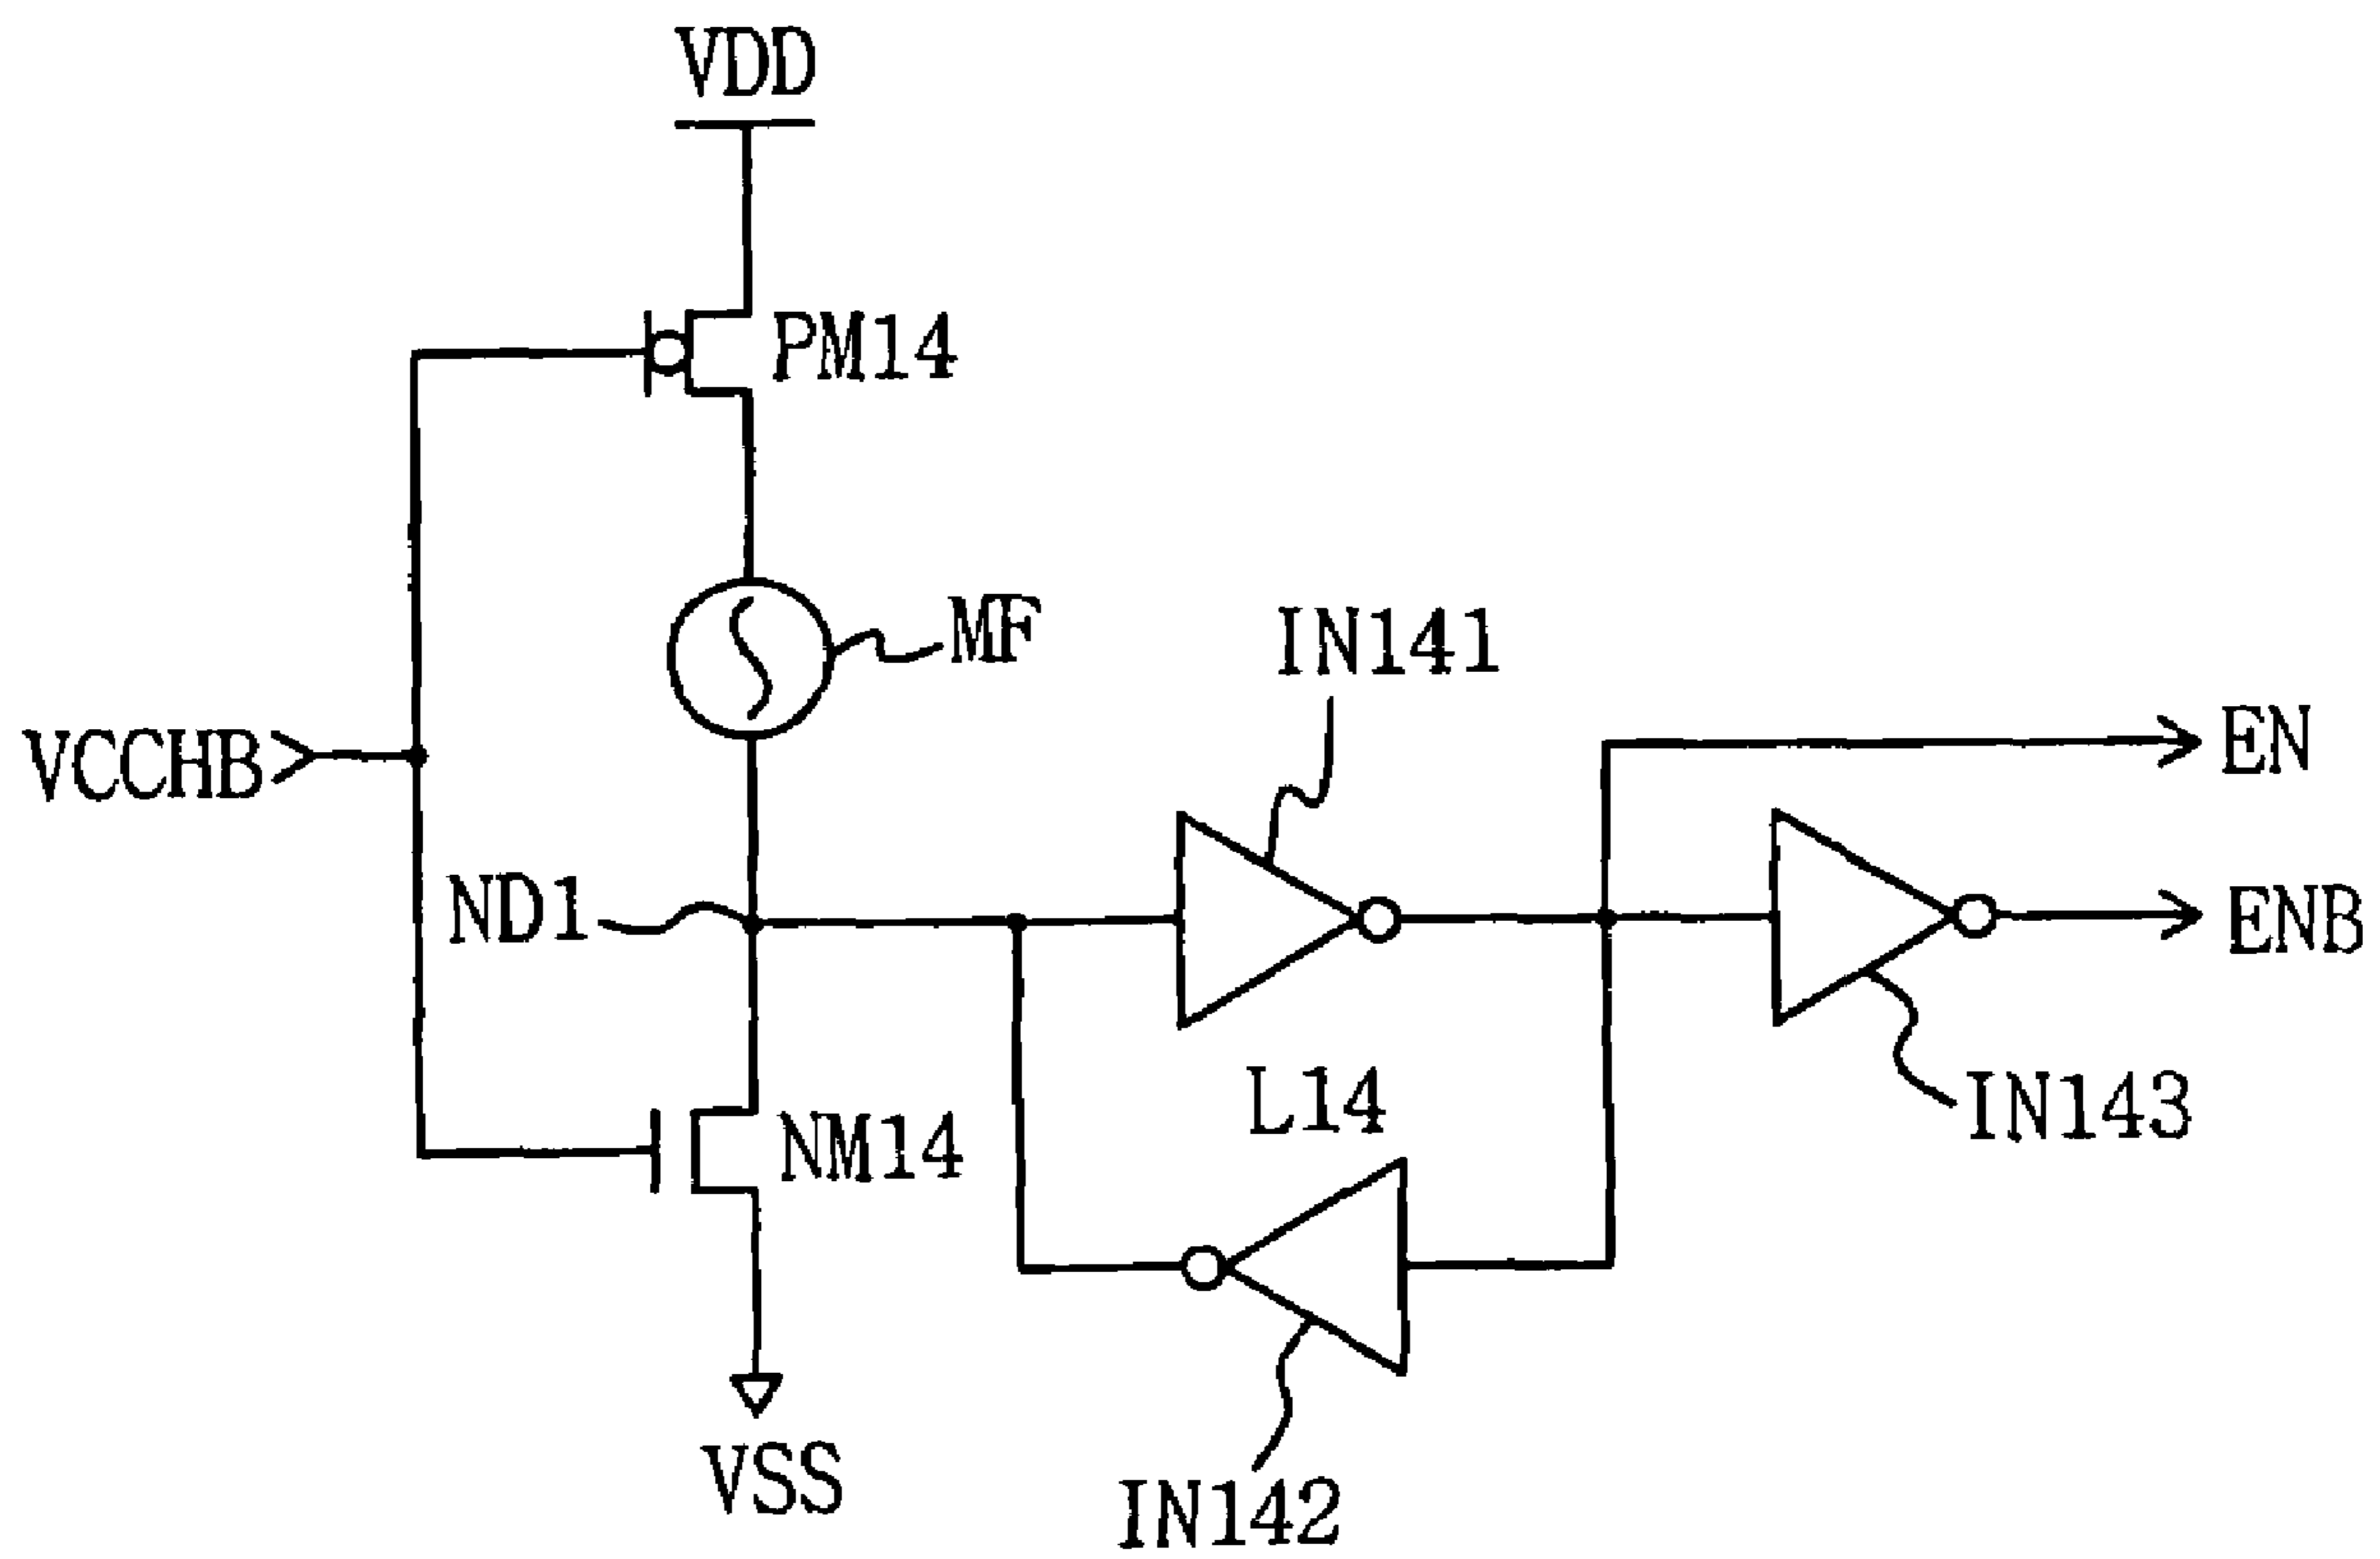 VDD
PM14
MF
IN141
VCCHB
EN
ND1
ENB
L14
IN143
NM14
VSS
IN142